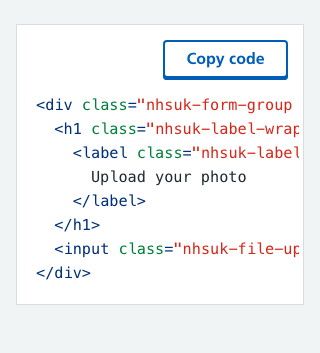 Copy code
<div class="nhsuk-form-group
<h1 class="nhsuk-label-wrap
<label class="nhsuk-label
Upload your photo
</label>
</h1>
<input class="nhsuk-file-up
</div>